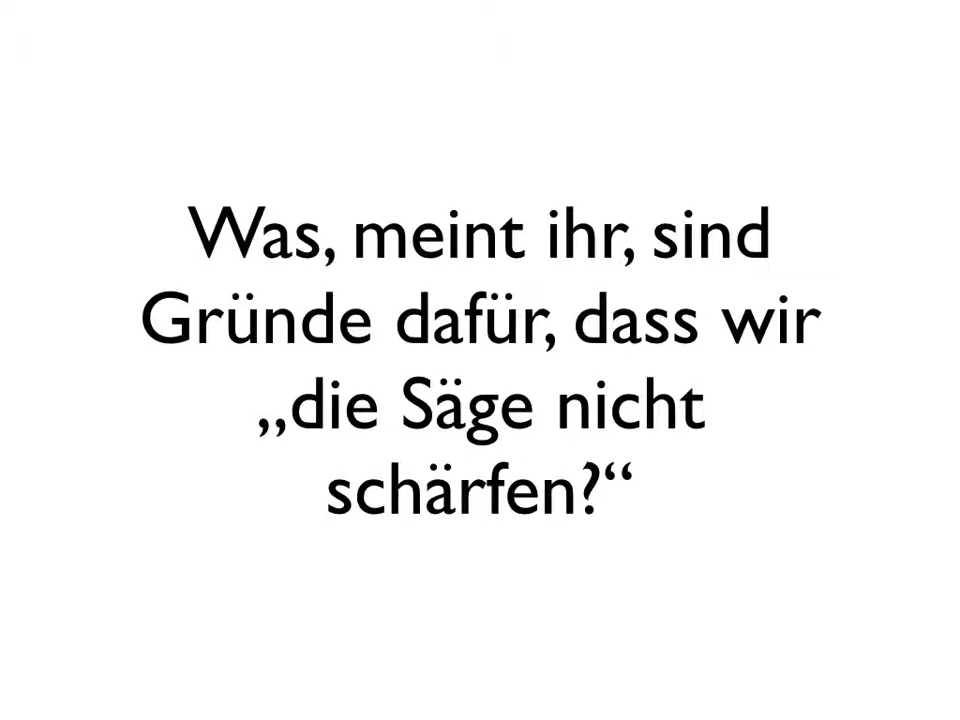 Was, meint ihr, sind
Gründe dafür, dass wir
„die Säge nicht
schärfen?“